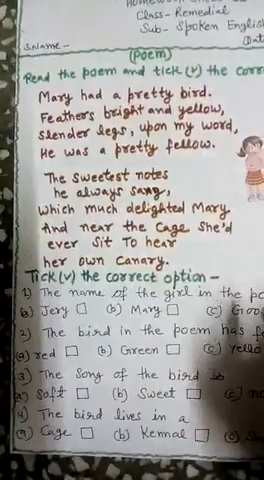 Class- Remedial
Sub- Spoken English
S.Name-
(Poem)
Read the poem and tick (v) the
Mary had a pretty bird.
Feathers bright and yellow,
Slender legs, upon my word,
He was a pretty fellow.
The sweetest notes
he always sang,
Which much delighted Mary
And near the Cage She'd
ever Sit To hear
her own Canary.
Tick (v) the correct option-
1) The name of the girl in the
(a) Jery (b) Mary (c)
2) The bird in the poem has
(a) red (b) Green (c)
3) The Song of the bird is
(a) Soft (b) Sweet (c)
4) The bird lives in a
(a) Cage (b) Kennal (c)